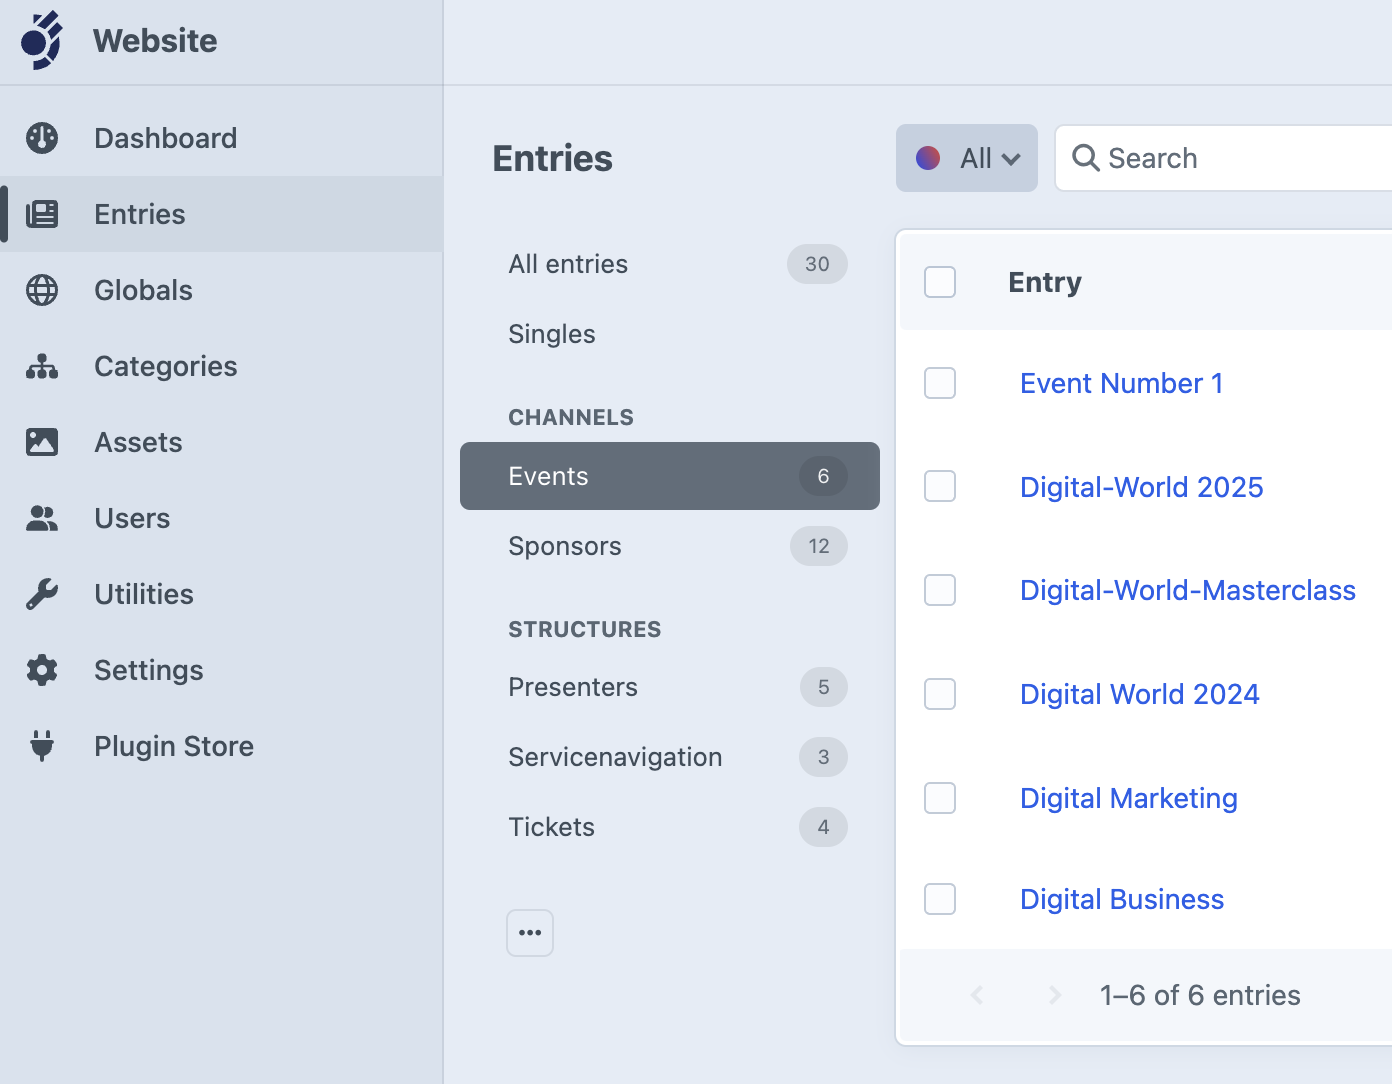 Website
Dashboard
Entries
Globals
Categories
Assets
Users
Utilities
Settings
Plugin Store
Entries
All entries 30
Singles
CHANNELS
Events 6
Sponsors 12
STRUCTURES
Presenters 5
Servicenavigation 3
Tickets 4
All
Search
Entry
Event Number 1
Digital-World 2025
Digital-World-Masterclass
Digital World 2024
Digital Marketing
Digital Business
1–6 of 6 entries